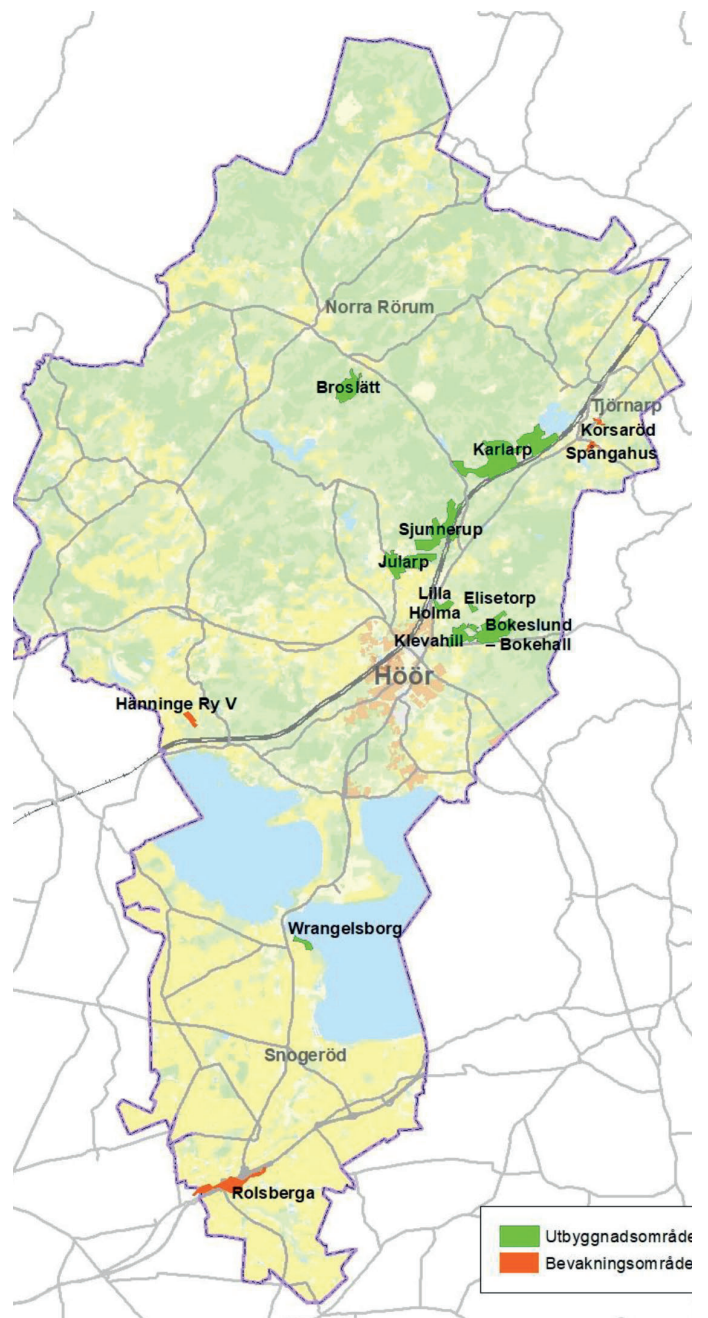 Norra Rörum
Broslätt
Tjörnarp
Korsaröd
Karlarp
Spångahus
Sjunnerup
Jularp
Lilla
Holma
Elisetorp
Bokeslund
– Bokehall
Klevahill
Höör
Hänninge Ry V
Wrangelsborg
Snogeröd
Rolsberga
Utbyggnadsområde
Bevakningsområde